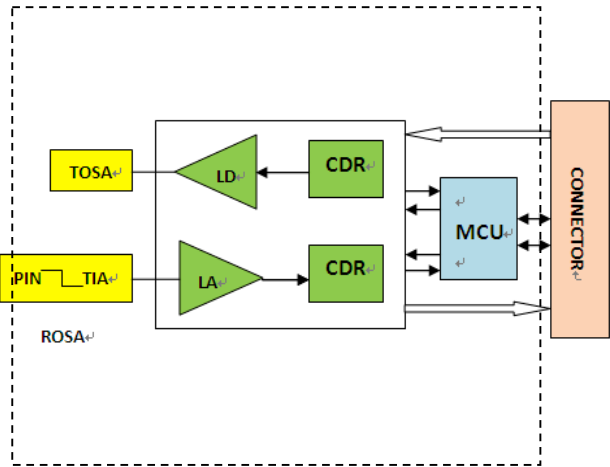 TOSA
LD
CDR
MCU
CONNECTOR
PIN TIA
LA
CDR
ROSA